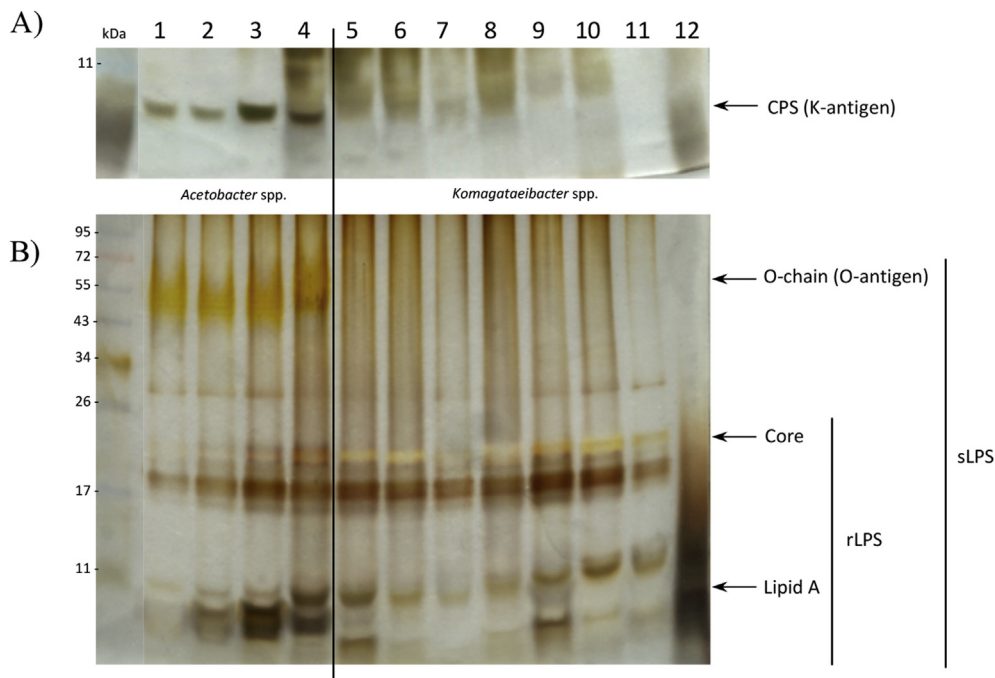 A)
kDa 1 2 3 4 5 6 7 8 9 10 11 12
11 -
CPS (K-antigen)
Acetobacter spp. Komagataeibacter spp.
B)
95 -
72 -
55 -
43 -
34 -
26 -
17 -
11 -
O-chain (O-antigen)
Core
sLPS
rLPS
Lipid A